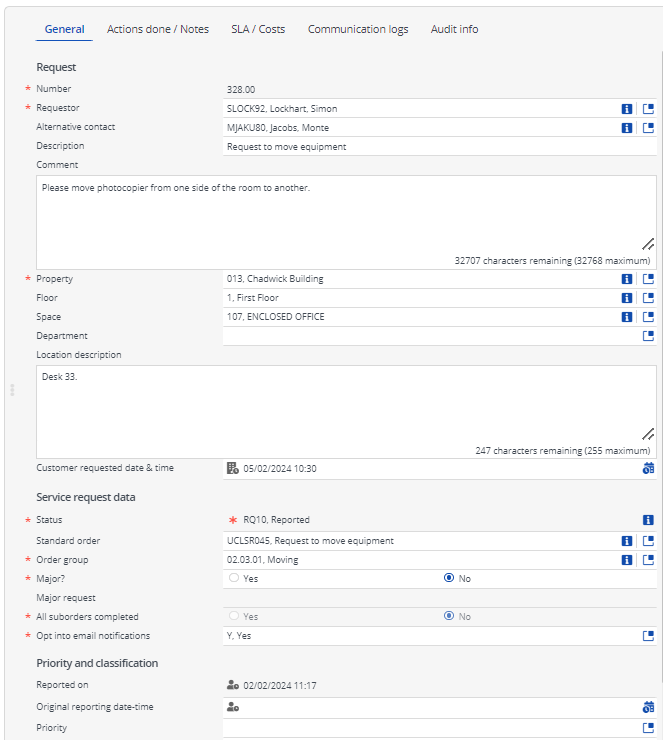 General Actions done / Notes SLA / Costs Communication logs Audit info
Request
* Number 328.00
* Requestor SLOCK92, Lockhart, Simon
Alternative contact MJAKU80, Jacobs, Monte
Description Request to move equipment
Comment
Please move photocopier from one side of the room to another.
32707 characters remaining (32768 maximum)
* Property 013, Chadwick Building
Floor 1, First Floor
Space 107, ENCLOSED OFFICE
Department
Location description
Desk 33.
247 characters remaining (255 maximum)
Customer requested date & time 05/02/2024 10:30
Service request data
* Status * RQ10, Reported
Standard order UCLSR045, Request to move equipment
* Order group 02.03.01, Moving
* Major? Yes No
Major request
* All suborders completed Yes No
* Opt into email notifications Y, Yes
Priority and classification
Reported on 02/02/2024 11:17
Original reporting date-time
Priority